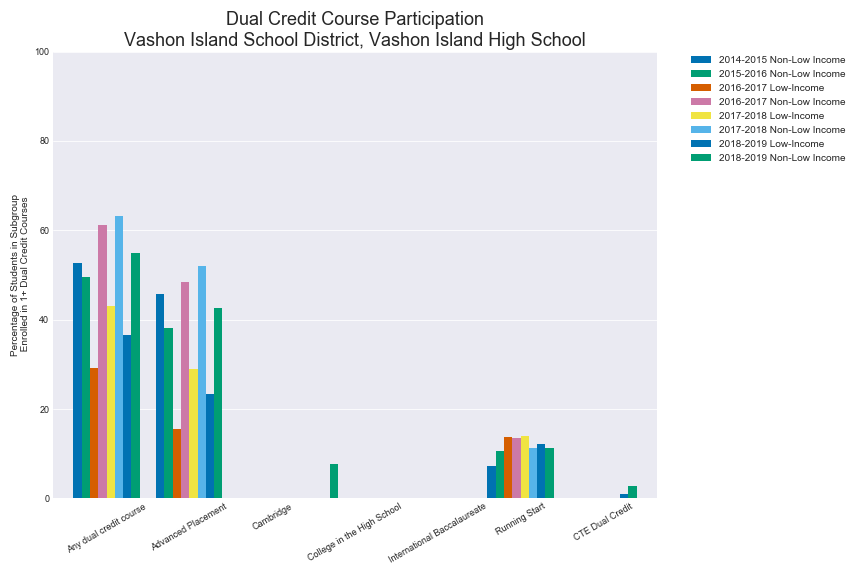 Dual Credit Course Participation
Vashon Island School District, Vashon Island High School
2014-2015 Non-Low Income
2015-2016 Non-Low Income
2016-2017 Low-Income
2016-2017 Non-Low Income
2017-2018 Low-Income
2017-2018 Non-Low Income
2018-2019 Low-Income
2018-2019 Non-Low Income
Percentage of Students in Subgroup
Enrolled in 1+ Dual Credit Courses
100
80
60
40
20
0
Any dual credit course
Advanced Placement
Cambridge
College in the High School
International Baccalaureate
Running Start
CTE Dual Credit